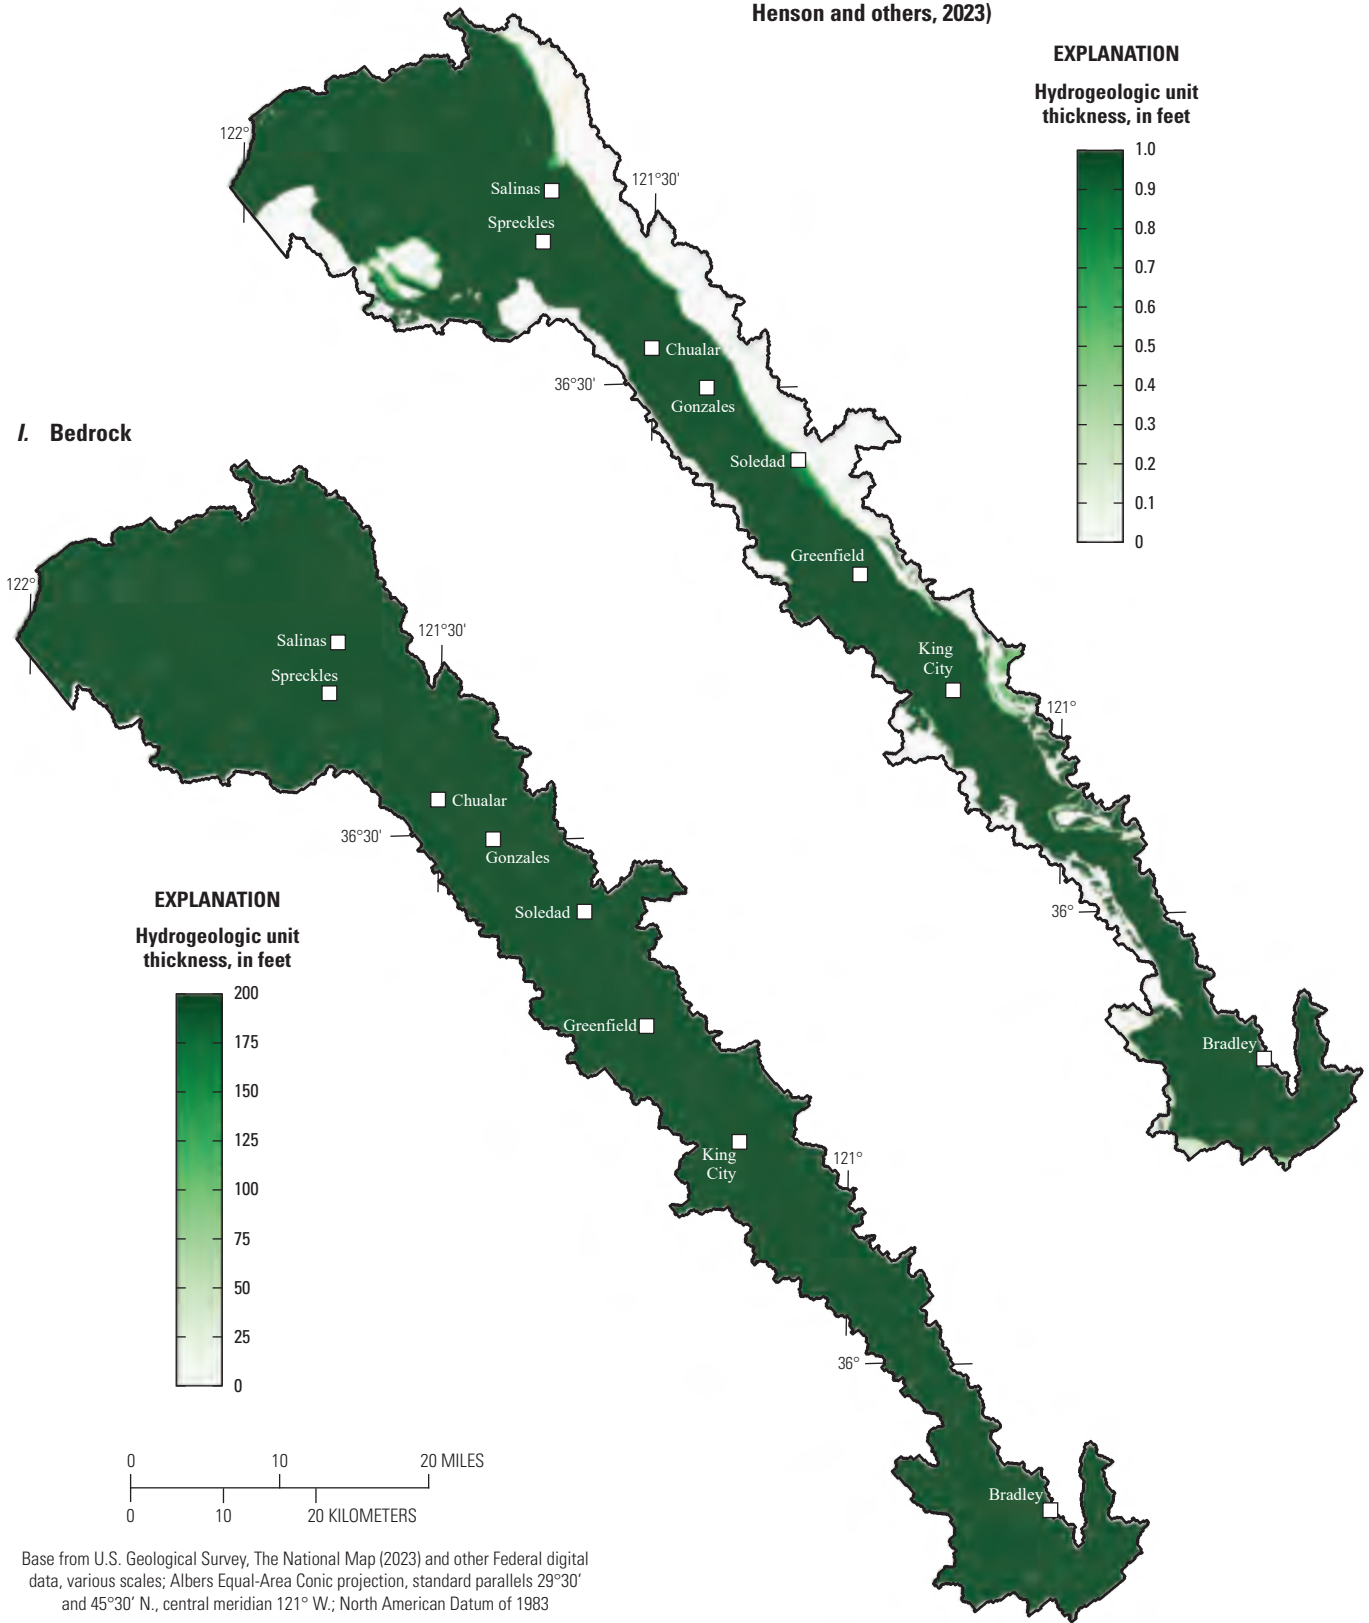 Henson and others, 2023)
EXPLANATION
Hydrogeologic unit
thickness, in feet
1.0
0.9
0.8
0.7
0.6
0.5
0.4
0.3
0.2
0.1
0
122°
121°30'
Salinas
Spreckles
Chualar
36°30'
Gonzales
Soledad
Greenfield
King
City
121°
36°
Bradley
I. Bedrock
122°
121°30'
Salinas
Spreckles
Chualar
36°30'
Gonzales
Soledad
Greenfield
King
City
121°
36°
Bradley
EXPLANATION
Hydrogeologic unit
thickness, in feet
200
175
150
125
100
75
50
25
0
0 10 20 MILES
0 10 20 KILOMETERS
Base from U.S. Geological Survey, The National Map (2023) and other Federal digital
data, various scales; Albers Equal-Area Conic projection, standard parallels 29°30'
and 45°30' N., central meridian 121° W.; North American Datum of 1983